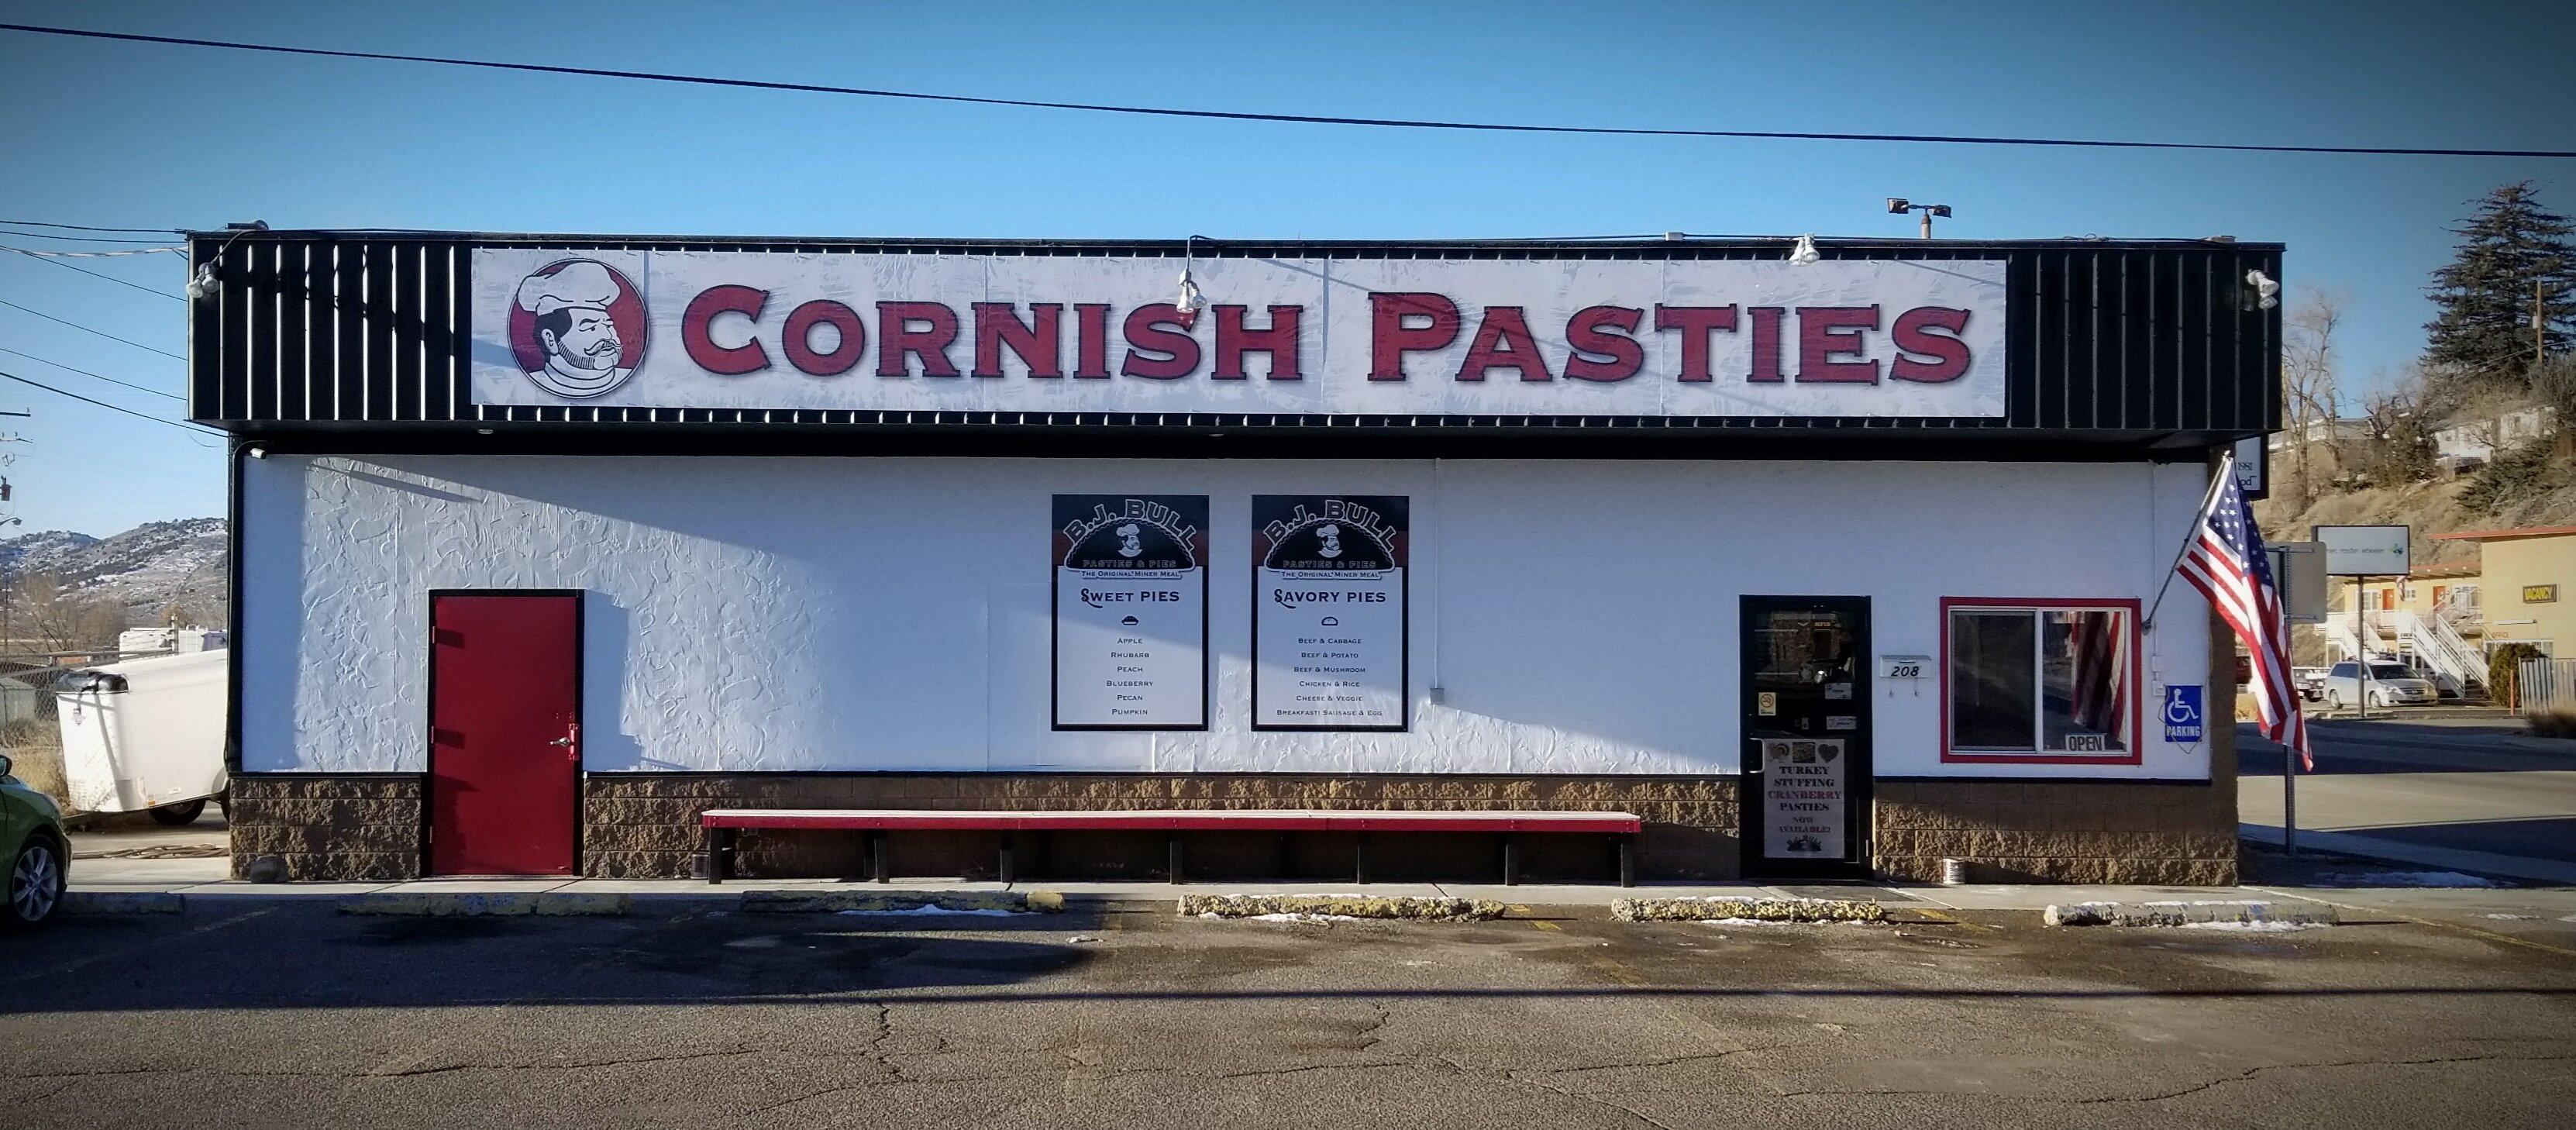 CORNISH PASTIES
B.J. BULL
PASTIES & PIES
THE ORIGINAL MINER MEAL
SWEET PIES
APPLE
RHUBARB
PEACH
BLUEBERRY
PECAN
PUMPKIN
B.J. BULL
PASTIES & PIES
THE ORIGINAL MINER MEAL
SAVORY PIES
BEEF & CABBAGE
BEEF & POTATO
BEEF & MUSHROOM
CHICKEN & RICE
CHEESE & VEGGIE
BREAKFAST! SAUSAGE & EGG
TURKEY
STUFFING
CRANBERRY
PASTIES
NOW
AVAILABLE!
208
OPEN
PARKING
1981
VACANCY